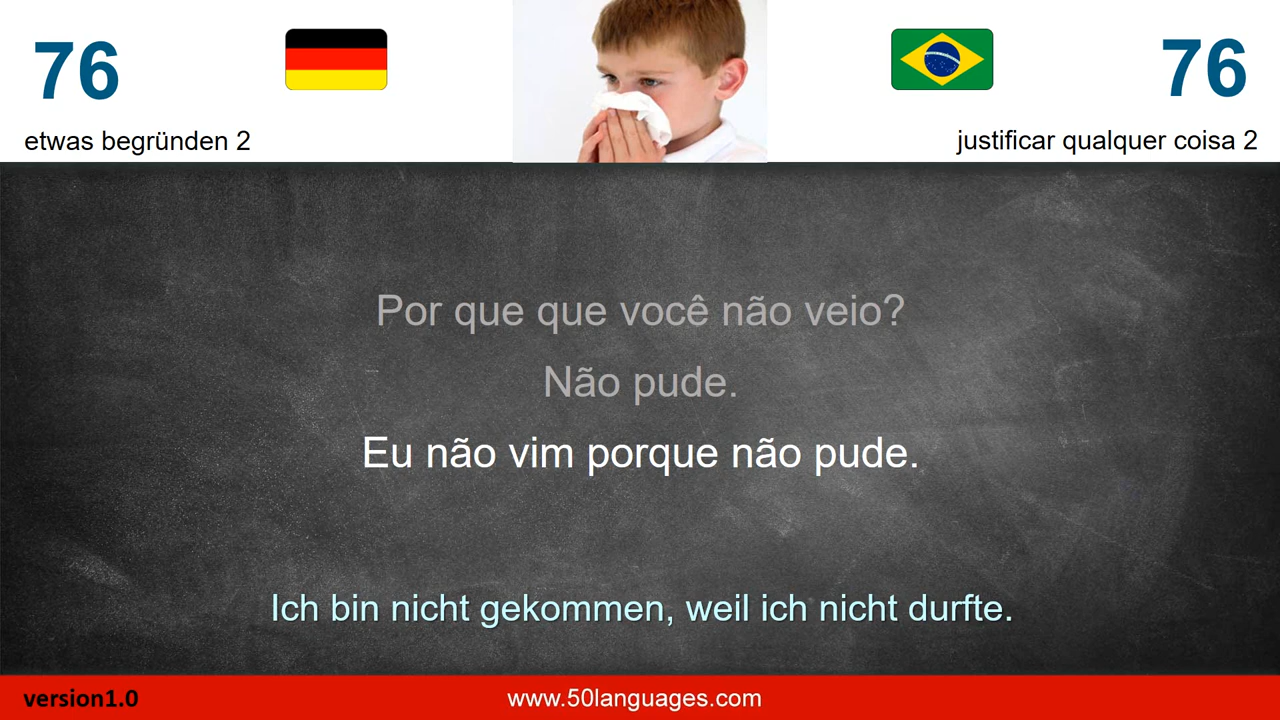 76
76
etwas begründen 2
justificar qualquer coisa 2
Por que que você não veio?
Não pude.
Eu não vim porque não pude.
Ich bin nicht gekommen, weil ich nicht durfte.
version1.0
www.50languages.com